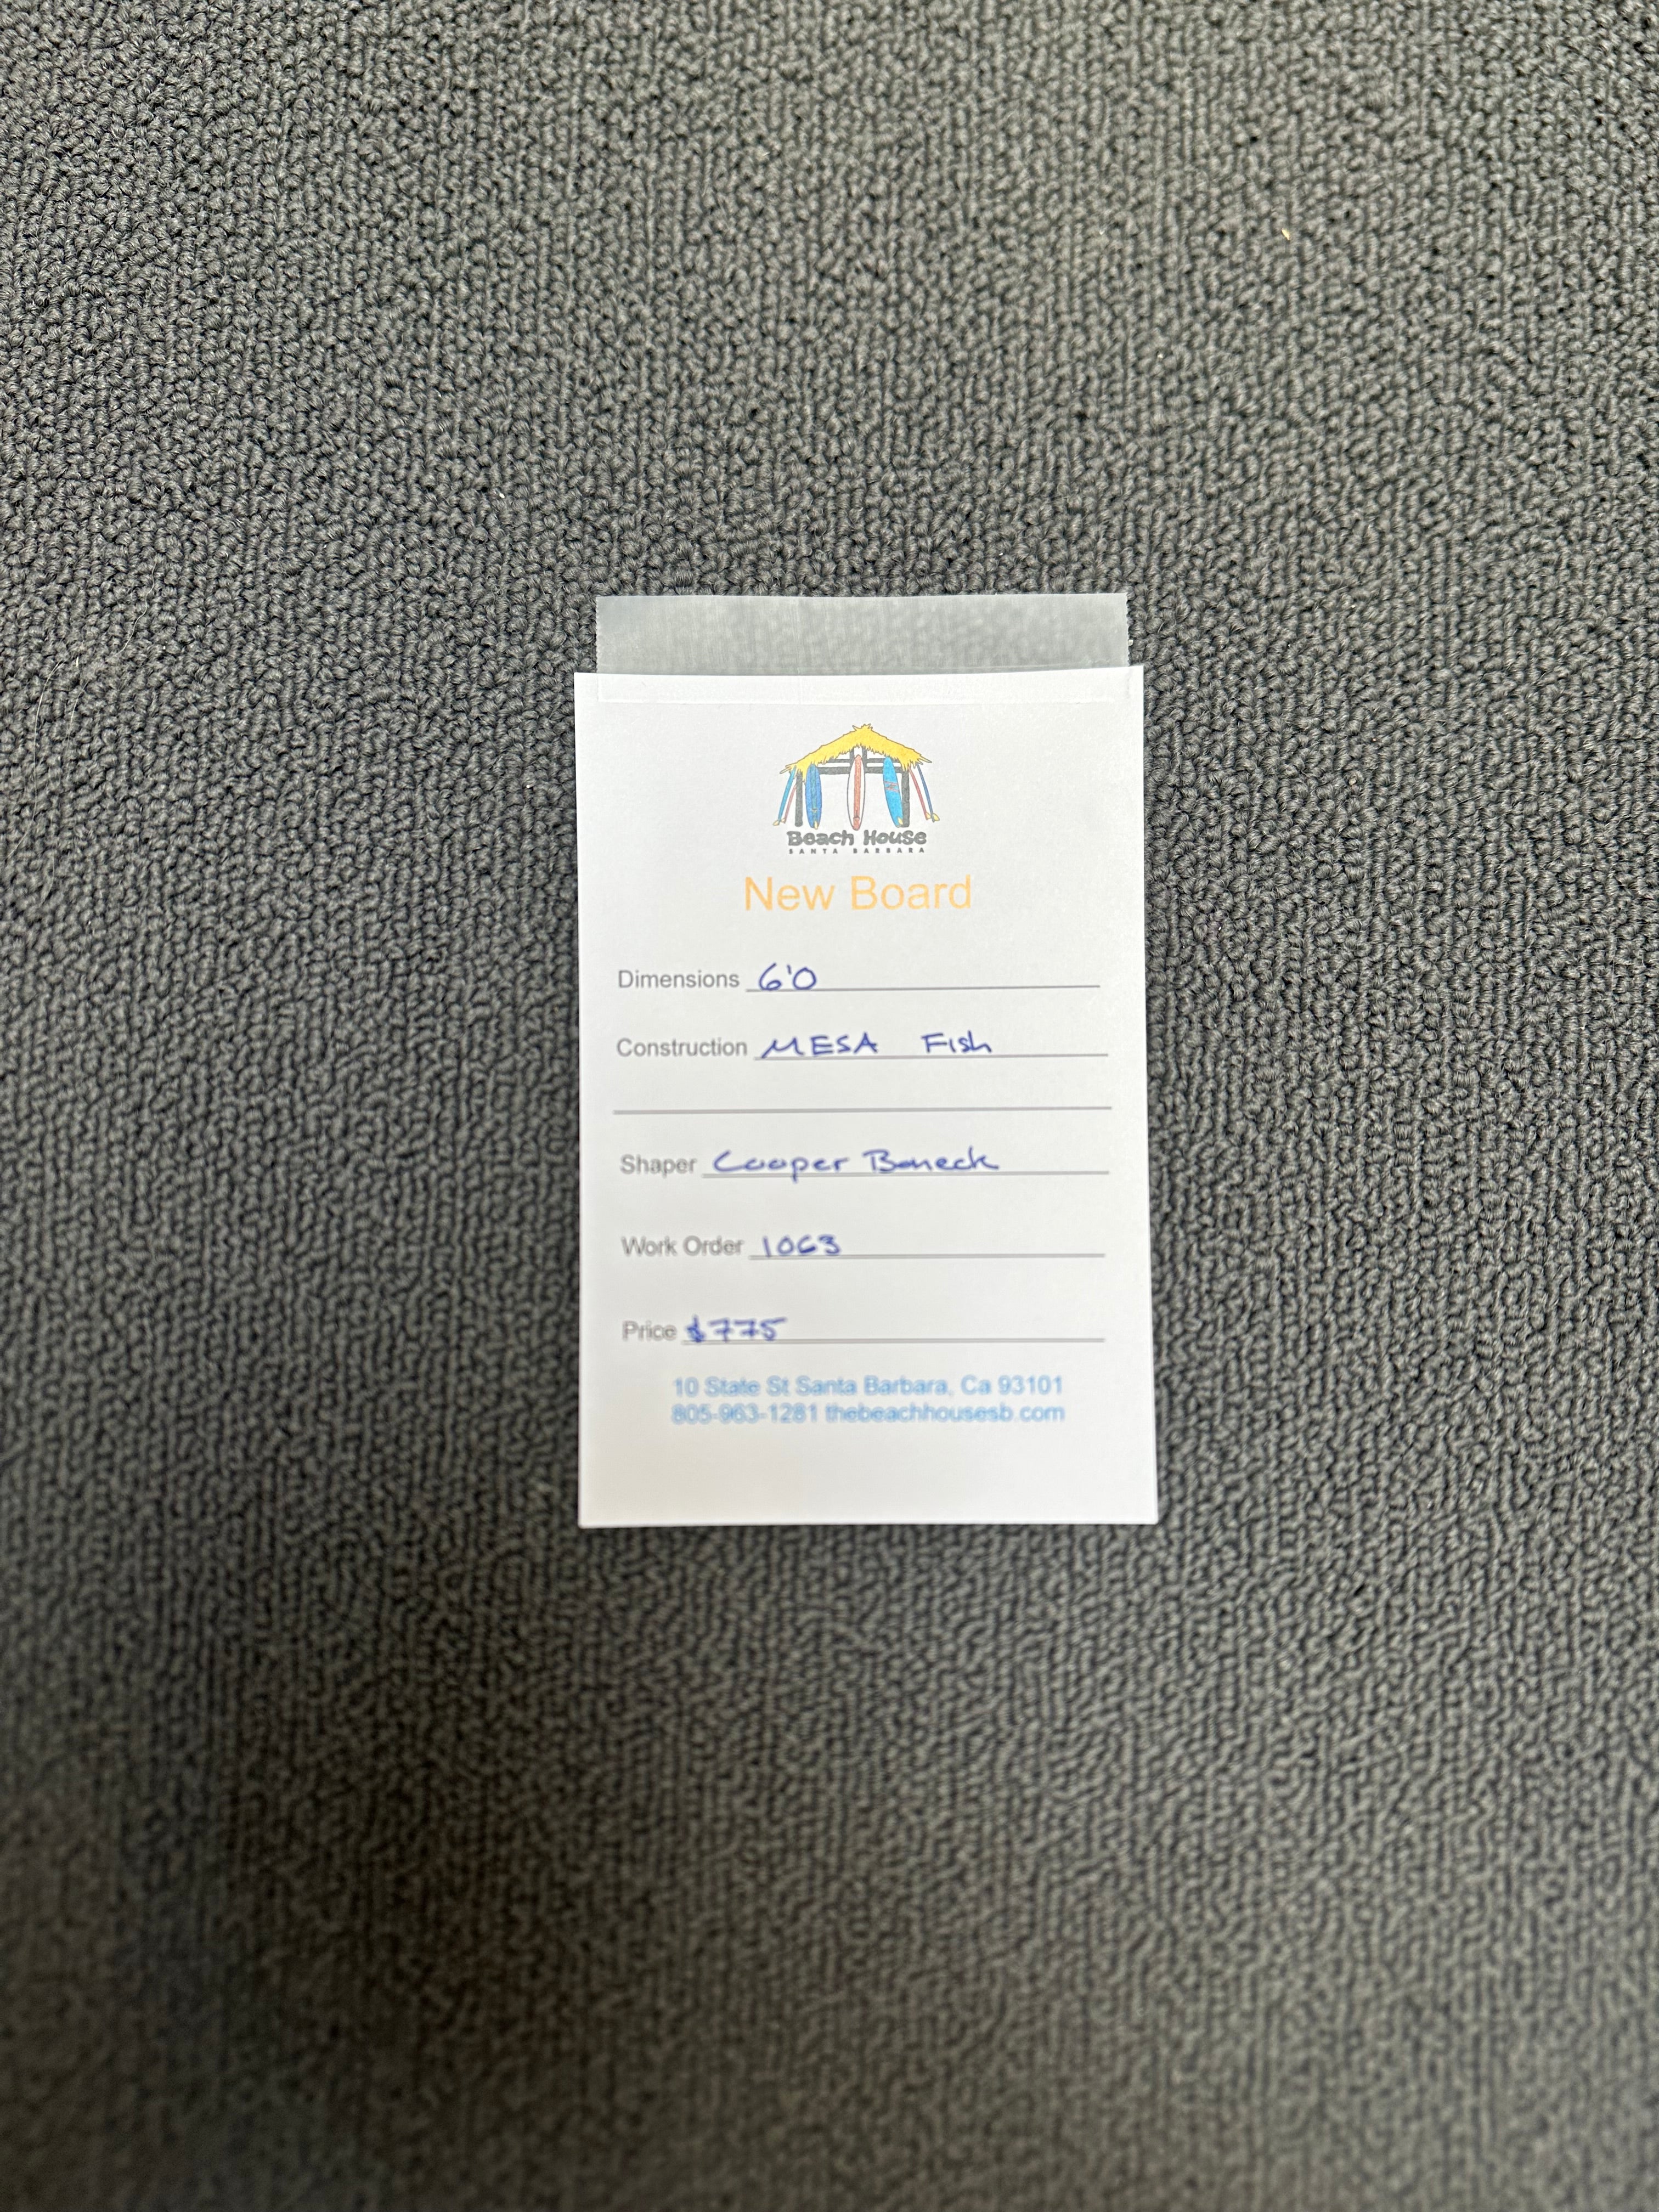 Beach House
SANTA BARBARA
New Board
Dimensions 6'0
Construction MESA Fish
Shaper Cooper Boneck
Work Order 1063
Price $775
10 State St Santa Barbara, Ca 93101
805-963-1281 thebeachhousesb.com